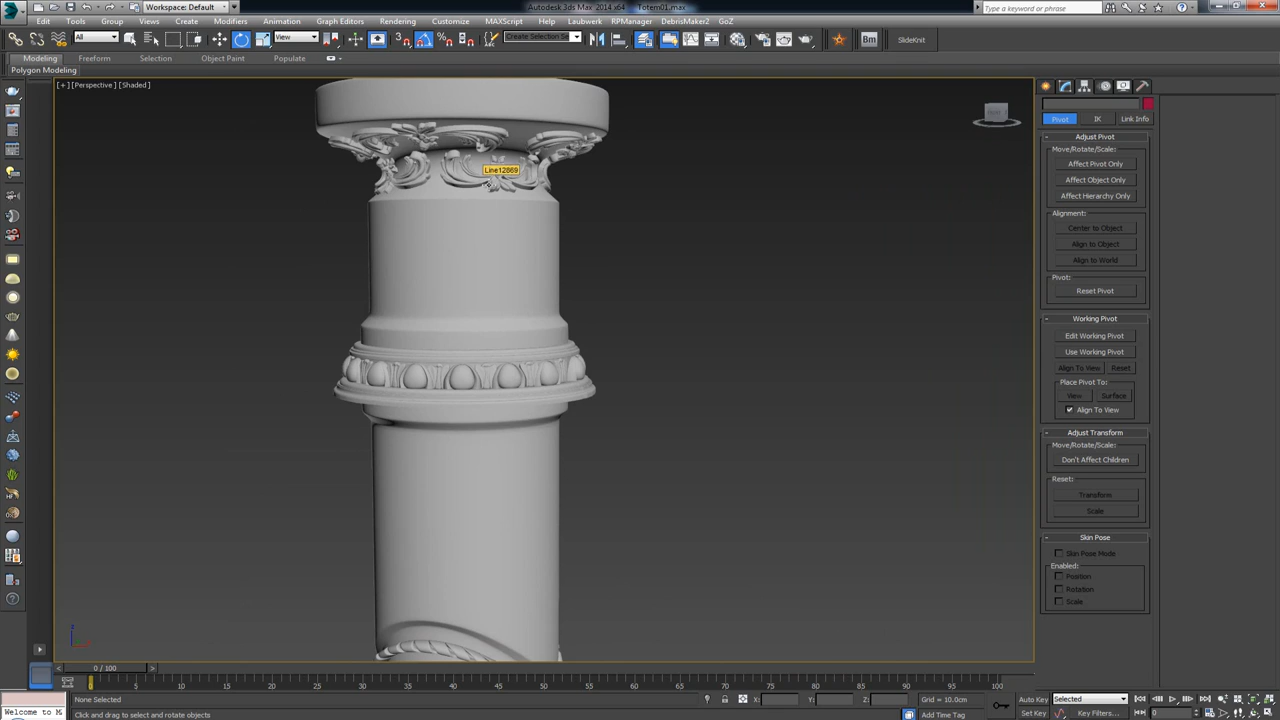 Autodesk 3ds Max 2014 x64 Totem01.max
Workspace: Default
Type a keyword or phrase
Edit Tools Group Views Create Modifiers Animation Graph Editors Rendering Customize MAXScript Help Laubwerk RPManager DebrisMaker2 GoZ
All View Create Selection Se Bm SlideKnit
Modeling Freeform Selection Object Paint Populate
Polygon Modeling
[+] [Perspective] [Shaded]
Line12869
Pivot IK Link Info
- Adjust Pivot
Move/Rotate/Scale:
Affect Pivot Only
Affect Object Only
Affect Hierarchy Only
Alignment:
Center to Object
Align to Object
Align to World
Pivot:
Reset Pivot
- Working Pivot
Edit Working Pivot
Use Working Pivot
Align To View Reset
Place Pivot To:
View Surface
Align To View
- Adjust Transform
Move/Rotate/Scale:
Don't Affect Children
Reset:
Transform
Scale
- Skin Pose
Skin Pose Mode
Enabled:
Position
Rotation
Scale
z
< 0 / 100 >
0 5 10 15 20 25 30 35 40 45 50 55 60 65 70 75 80 85 90 95 100
None Selected X: Y: Z: Grid = 10.0cm Auto Key Selected
Welcome to M Click and drag to select and rotate objects Add Time Tag Set Key Key Filters... 0